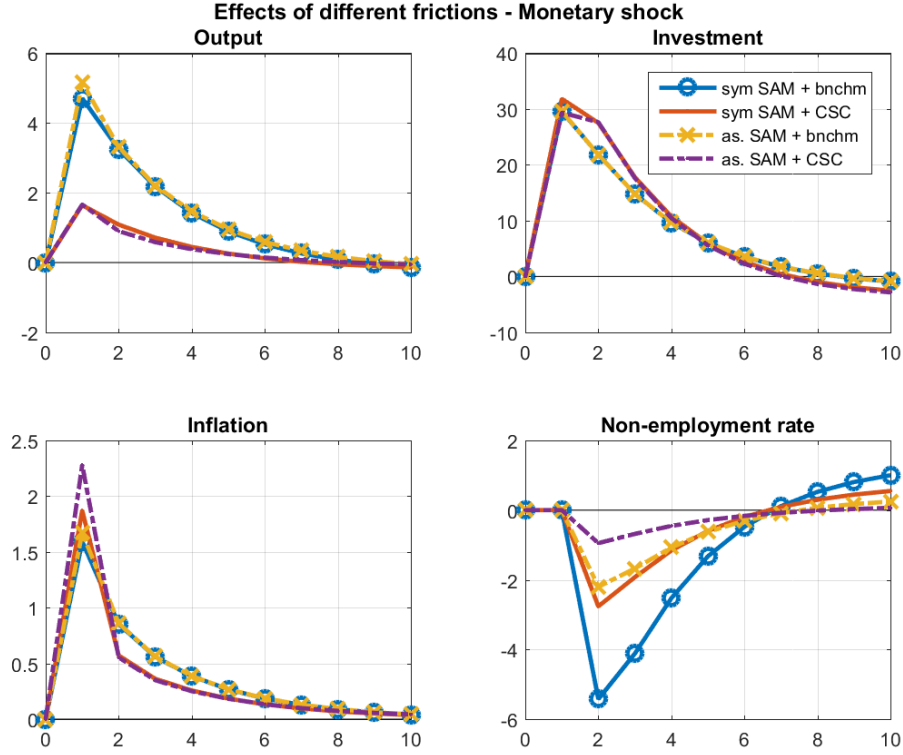 Effects of different frictions - Monetary shock
Output
6
4
2
0
-2
0 2 4 6 8 10
Investment
40
30
20
10
0
-10
0 2 4 6 8 10
sym SAM + bnchm
sym SAM + CSC
as. SAM + bnchm
as. SAM + CSC
Inflation
2.5
2
1.5
1
0.5
0
0 2 4 6 8 10
Non-employment rate
2
0
-2
-4
-6
0 2 4 6 8 10